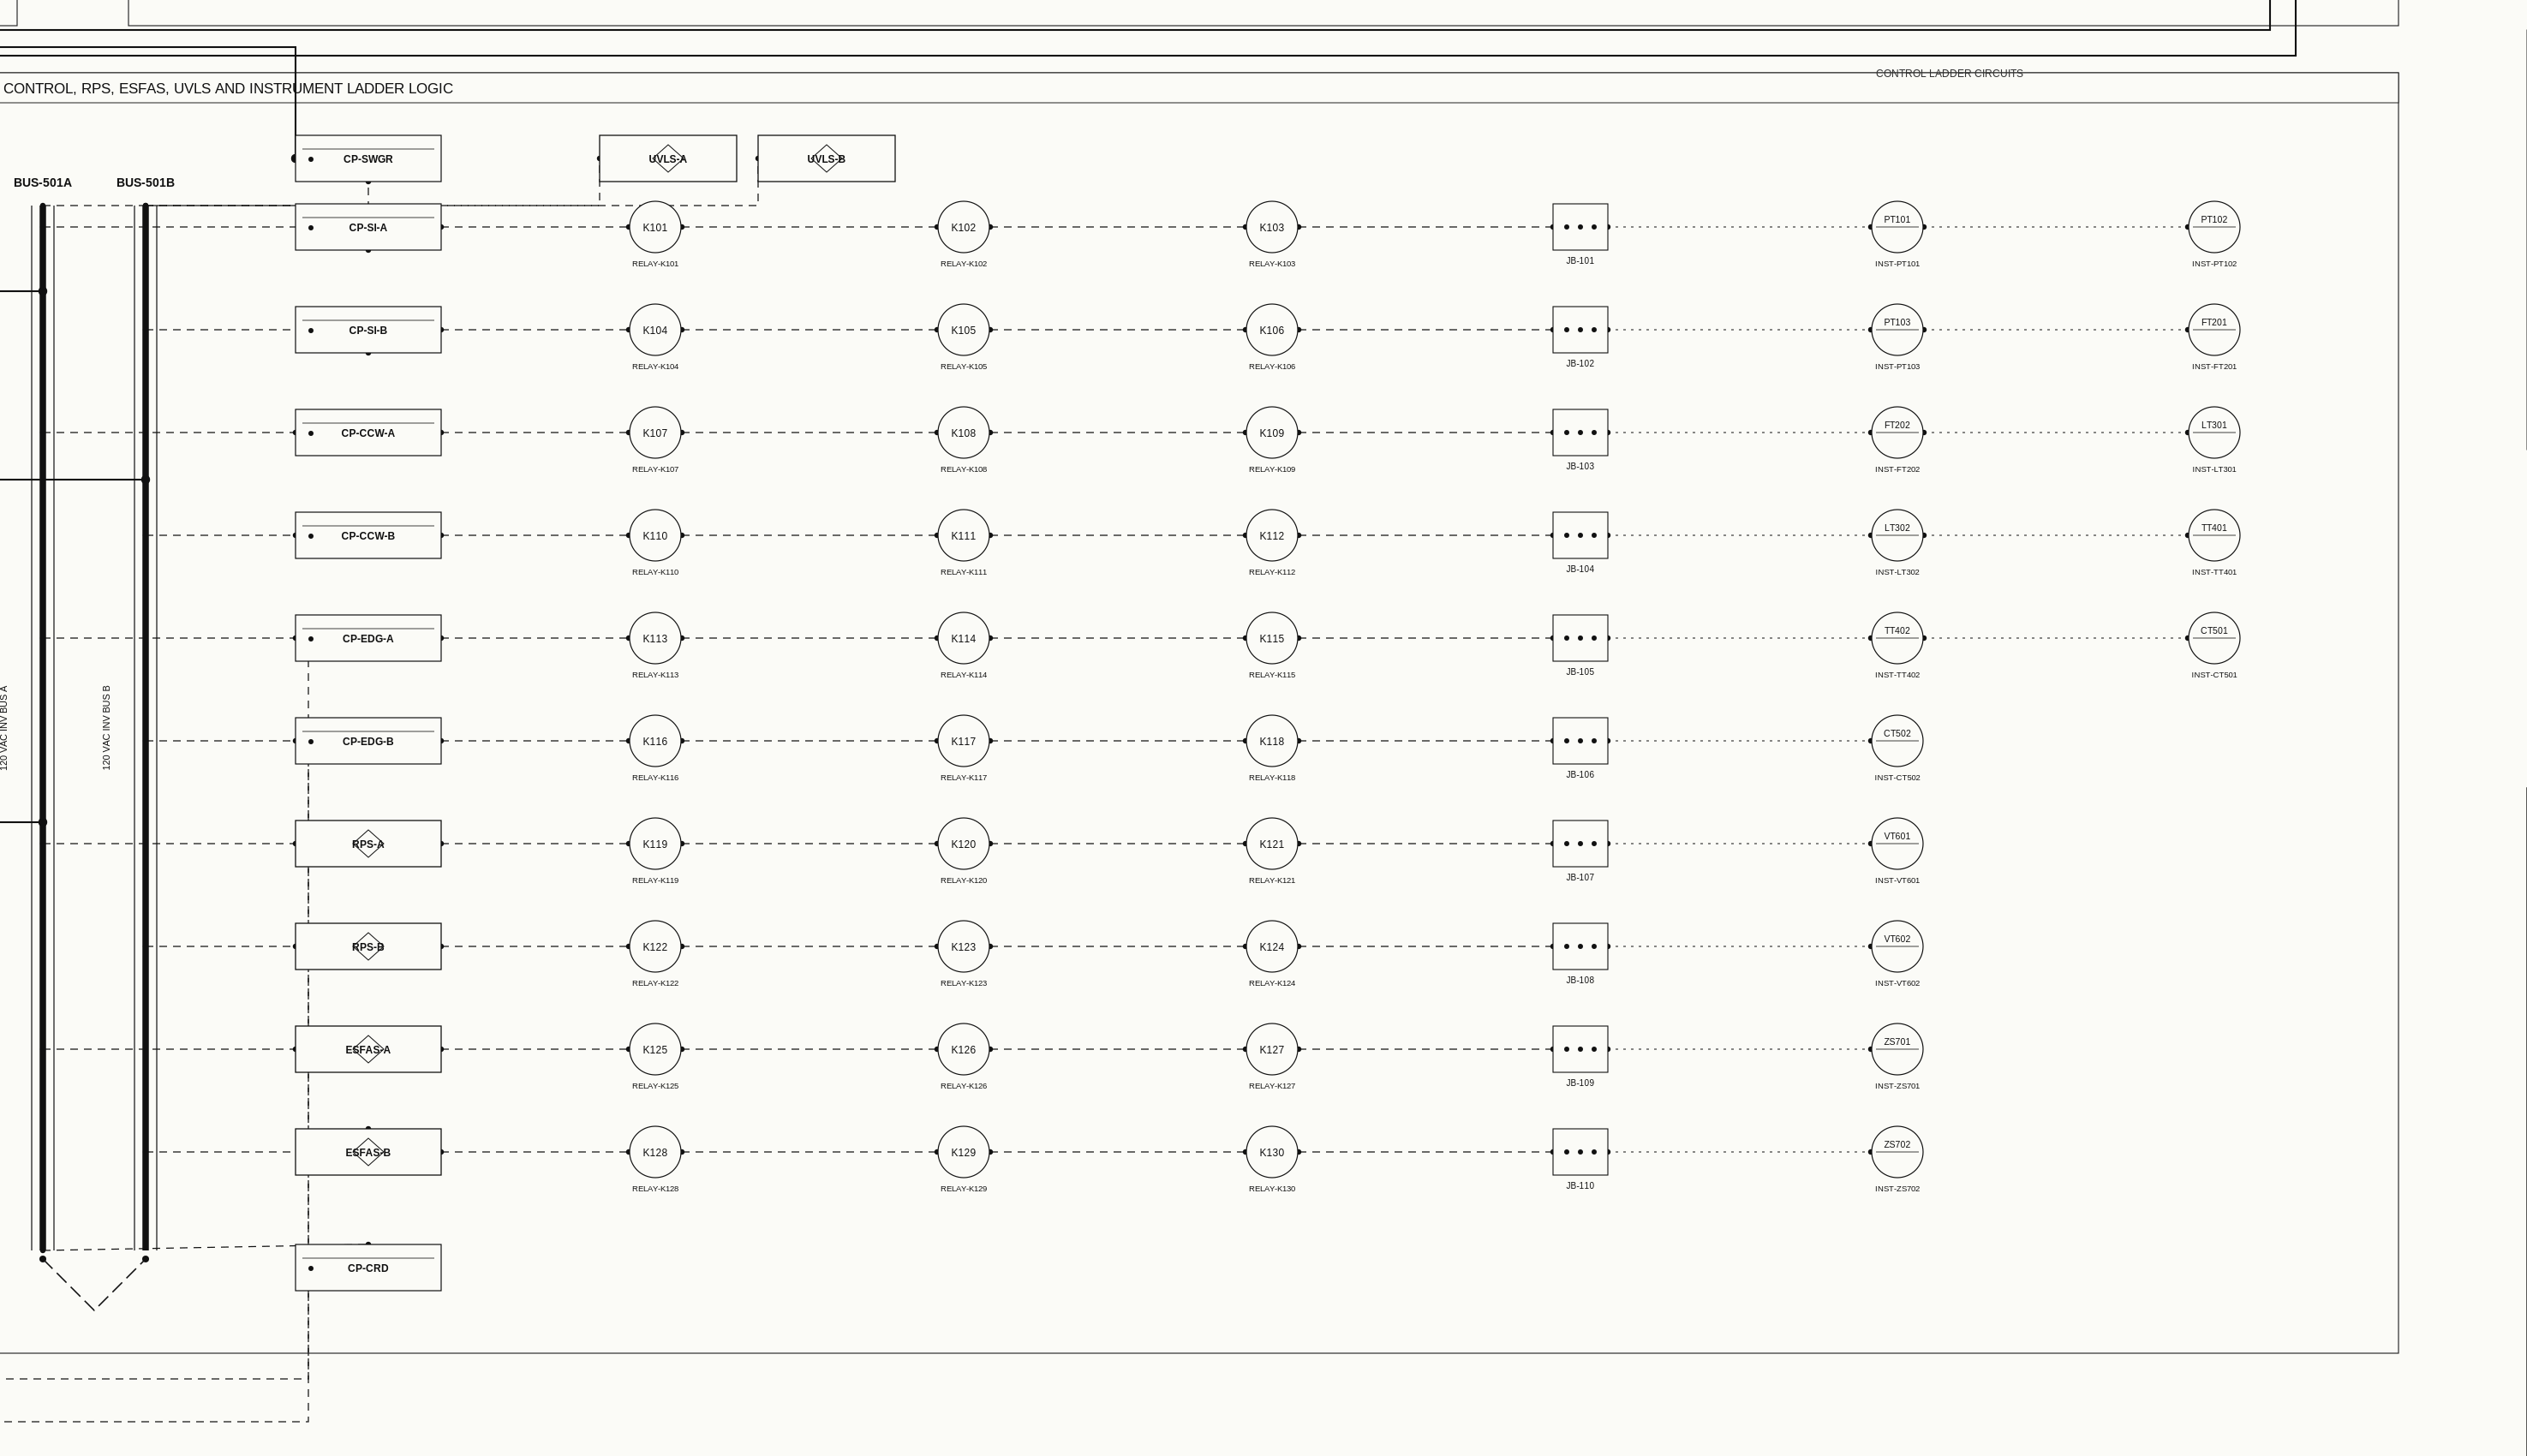 CONTROL LADDER CIRCUITS
CONTROL, RPS, ESFAS, UVLS AND INSTRUMENT LADDER LOGIC
CP-SWGR
UVLS-A
UVLS-B
BUS-501A
BUS-501B
CP-SI-A
K101
K102
K103
PT101
PT102
RELAY-K101
RELAY-K102
RELAY-K103
JB-101
INST-PT101
INST-PT102
CP-SI-B
K104
K105
K106
PT103
FT201
RELAY-K104
RELAY-K105
RELAY-K106
JB-102
INST-PT103
INST-FT201
CP-CCW-A
K107
K108
K109
FT202
LT301
RELAY-K107
RELAY-K108
RELAY-K109
JB-103
INST-FT202
INST-LT301
CP-CCW-B
K110
K111
K112
LT302
TT401
RELAY-K110
RELAY-K111
RELAY-K112
JB-104
INST-LT302
INST-TT401
CP-EDG-A
K113
K114
K115
TT402
CT501
RELAY-K113
RELAY-K114
RELAY-K115
JB-105
INST-TT402
INST-CT501
120 VAC INV BUS A
120 VAC INV BUS B
CP-EDG-B
K116
K117
K118
CT502
RELAY-K116
RELAY-K117
RELAY-K118
JB-106
INST-CT502
RPS-A
K119
K120
K121
VT601
RELAY-K119
RELAY-K120
RELAY-K121
JB-107
INST-VT601
RPS-B
K122
K123
K124
VT602
RELAY-K122
RELAY-K123
RELAY-K124
JB-108
INST-VT602
ESFAS-A
K125
K126
K127
ZS701
RELAY-K125
RELAY-K126
RELAY-K127
JB-109
INST-ZS701
ESFAS-B
K128
K129
K130
ZS702
RELAY-K128
RELAY-K129
RELAY-K130
JB-110
INST-ZS702
CP-CRD